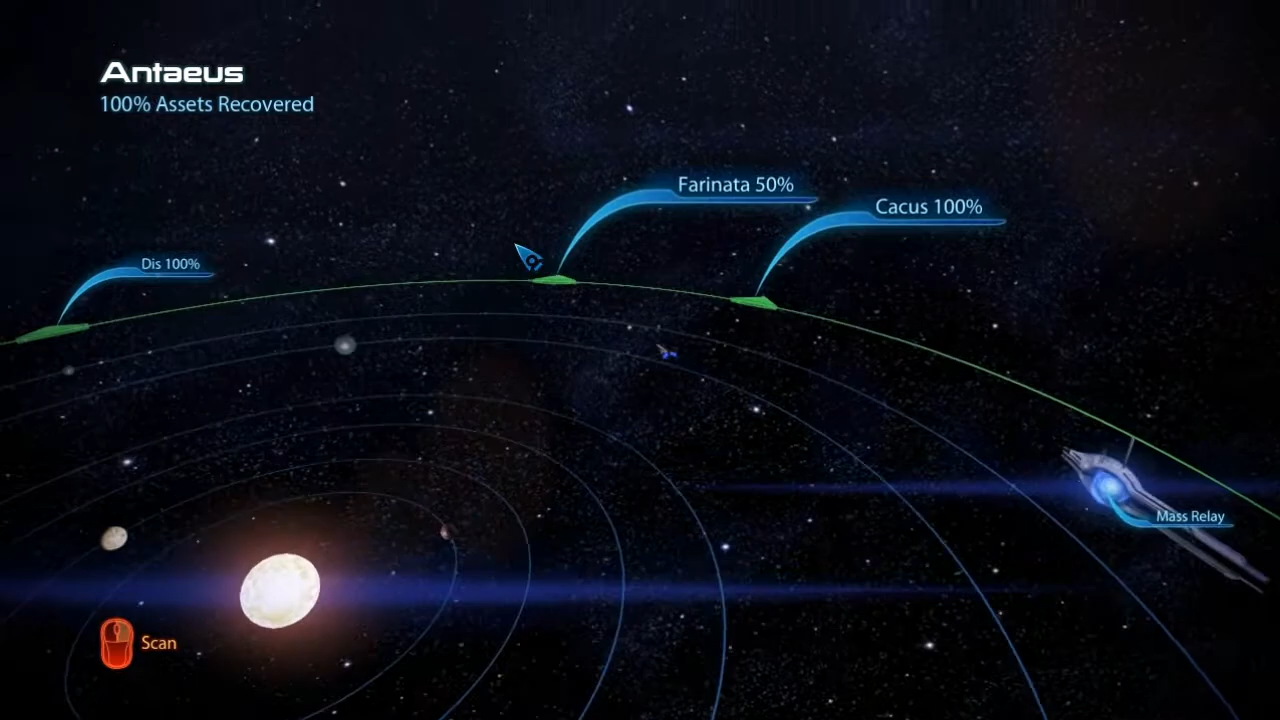 Antaeus
100% Assets Recovered
Farinata 50%
Cacus 100%
Dis 100%
Mass Relay
Scan